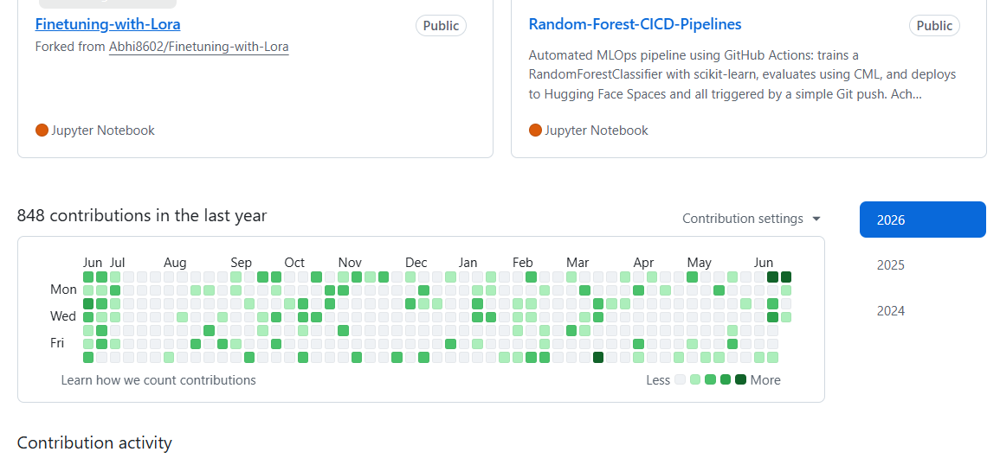 Finetuning-with-Lora
Public
Forked from Abhi8602/Finetuning-with-Lora
Jupyter Notebook
Random-Forest-CICD-Pipelines
Public
Automated MLOps pipeline using GitHub Actions: trains a
RandomForestClassifier with scikit-learn, evaluates using CML, and deploys
to Hugging Face Spaces and all triggered by a simple Git push. Ach...
Jupyter Notebook
848 contributions in the last year
Contribution settings
2026
2025
2024
Jun Jul Aug Sep Oct Nov Dec Jan Feb Mar Apr May Jun
Mon
Wed
Fri
Learn how we count contributions
Less More
Contribution activity